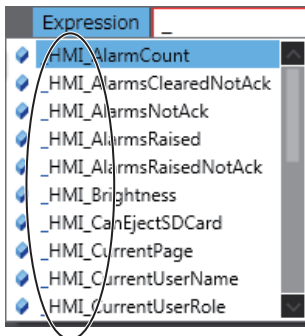 Expression _
_HMI_AlarmCount
_HMI_AlarmsClearedNotAck
_HMI_AlarmsNotAck
_HMI_AlarmsRaised
_HMI_AlarmsRaisedNotAck
_HMI_Brightness
_HMI_CanEjectSDCard
_HMI_CurrentPage
_HMI_CurrentUserName
_HMI_CurrentUserRole